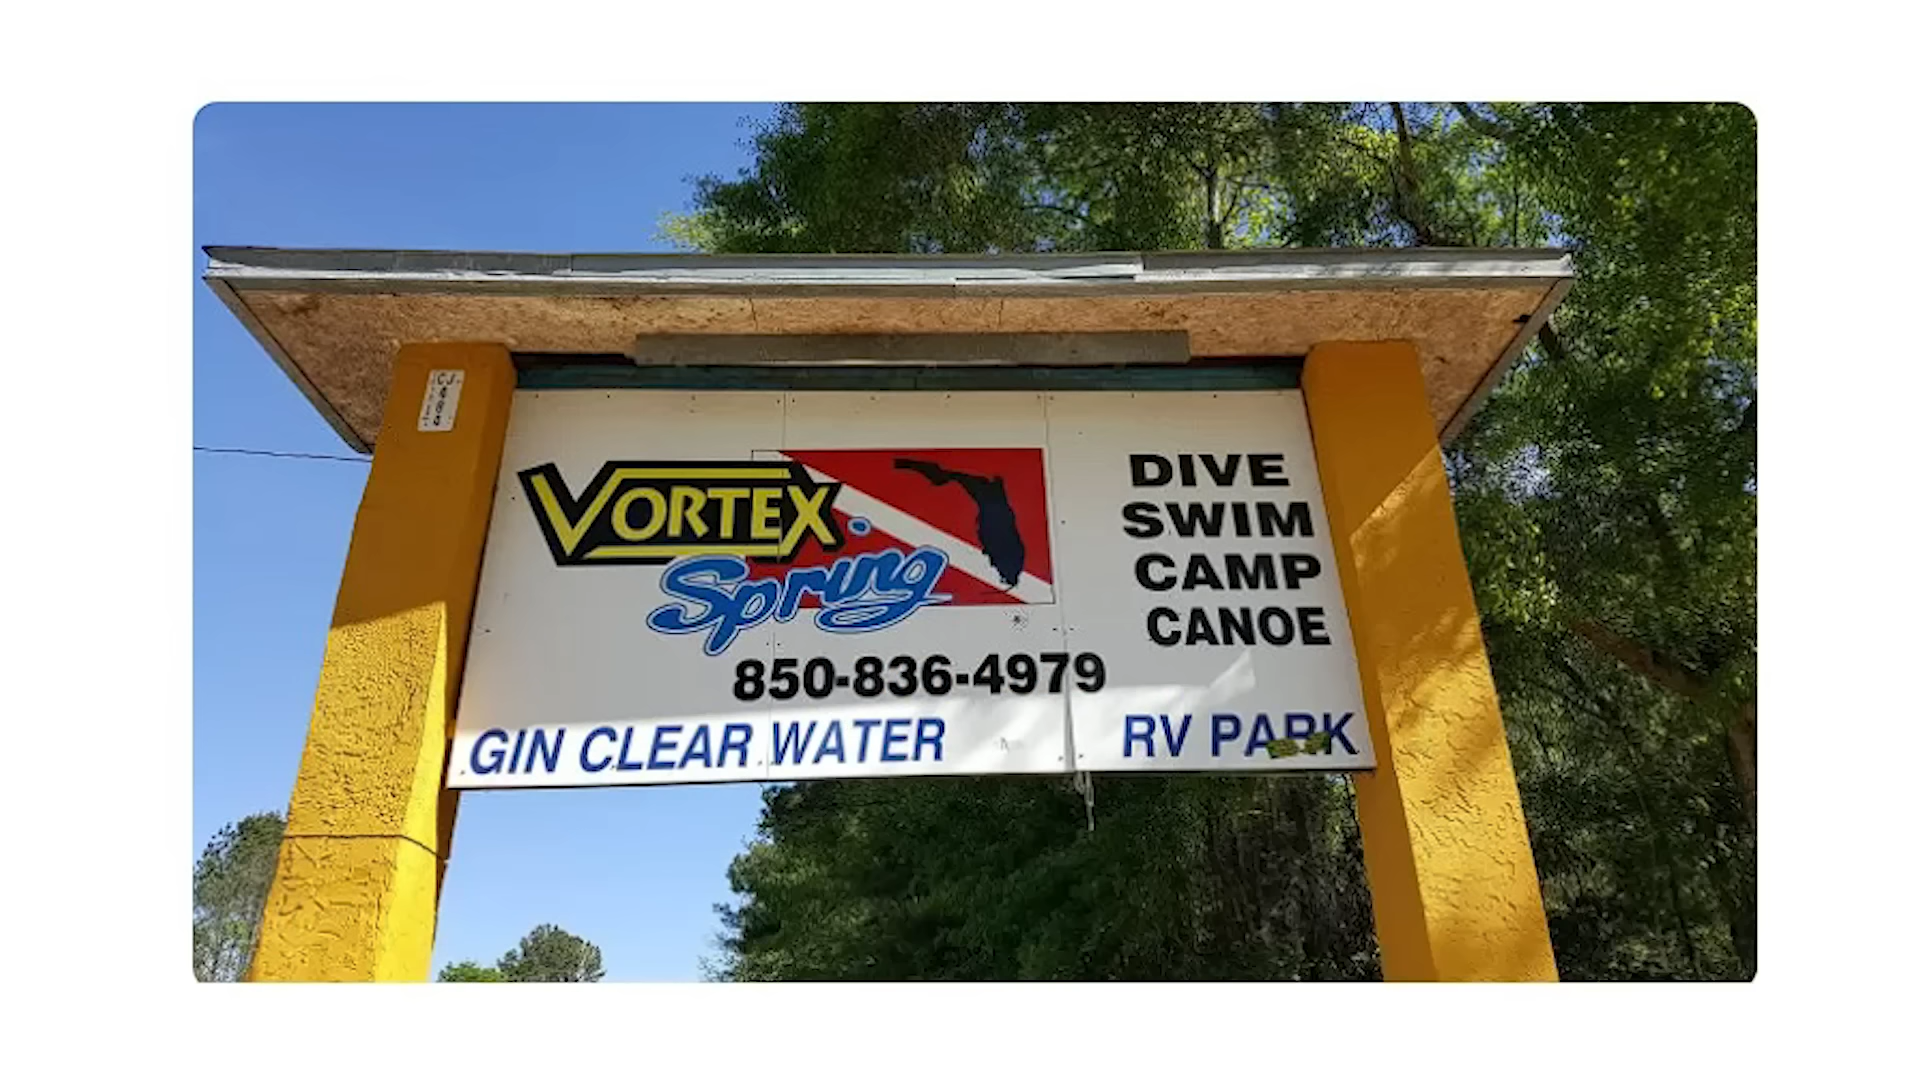 VORTEX
Spring
850-836-4979
DIVE
SWIM
CAMP
CANOE
GIN CLEAR WATER
RV PARK